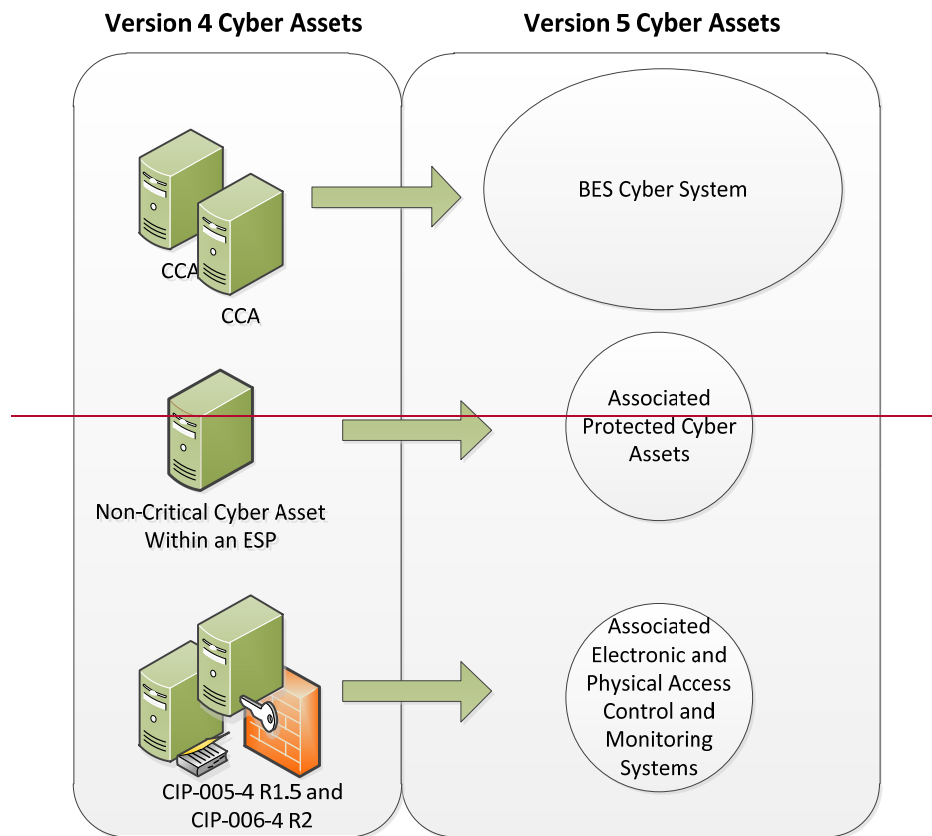 Version 4 Cyber Assets
Version 5 Cyber Assets
CCA
CCA
BES Cyber System
Non-Critical Cyber Asset
Within an ESP
Associated
Protected Cyber
Assets
CIP-005-4 R1.5 and
CIP-006-4 R2
Associated
Electronic and
Physical Access
Control and
Monitoring
Systems